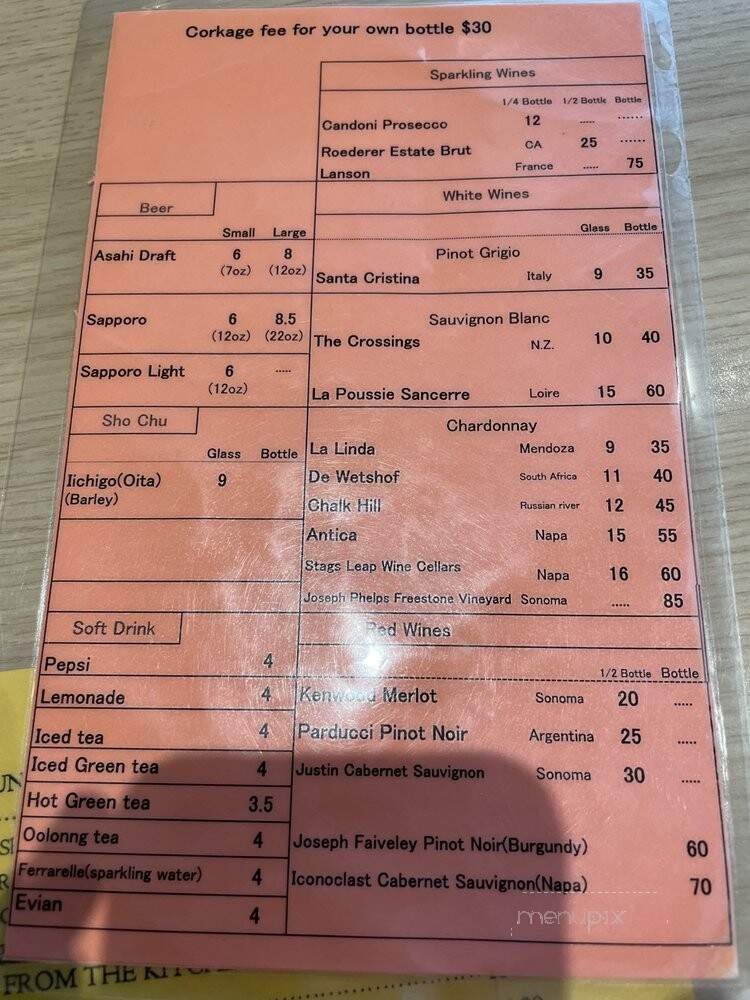 Corkage fee for your own bottle $30
Sparkling Wines
1/4 Bottle 1/2 Bottle Bottle
Candoni Prosecco 12 ..... ......
Roederer Estate Brut CA 25 ......
Lanson France ..... 75
White Wines
Glass Bottle
Pinot Grigio
Santa Cristina Italy 9 35
Sauvignon Blanc
The Crossings N.Z. 10 40
La Poussie Sancerre Loire 15 60
Chardonnay
La Linda Mendoza 9 35
De Wetshof South Africa 11 40
Chalk Hill Russian river 12 45
Antica Napa 15 55
Stags Leap Wine Cellars Napa 16 60
Joseph Phelps Freestone Vineyard Sonoma ..... 85
Red Wines
1/2 Bottle Bottle
Kenwood Merlot Sonoma 20 .....
Parducci Pinot Noir Argentina 25 .....
Justin Cabernet Sauvignon Sonoma 30 .....
Joseph Faiveley Pinot Noir(Burgundy) 60
Iconoclast Cabernet Sauvignon(Napa) 70
Beer
Small Large
Asahi Draft 6 8
(7oz) (12oz)
Sapporo 6 8.5
(12oz) (22oz)
Sapporo Light 6 .....
(12oz)
Sho Chu
Glass Bottle
Iichigo(Oita) 9
(Barley)
Soft Drink
Pepsi 4
Lemonade 4
Iced tea 4
Iced Green tea 4
Hot Green tea 3.5
Oolonng tea 4
Ferrarelle(sparkling water) 4
Evian 4
menupix
FROM THE